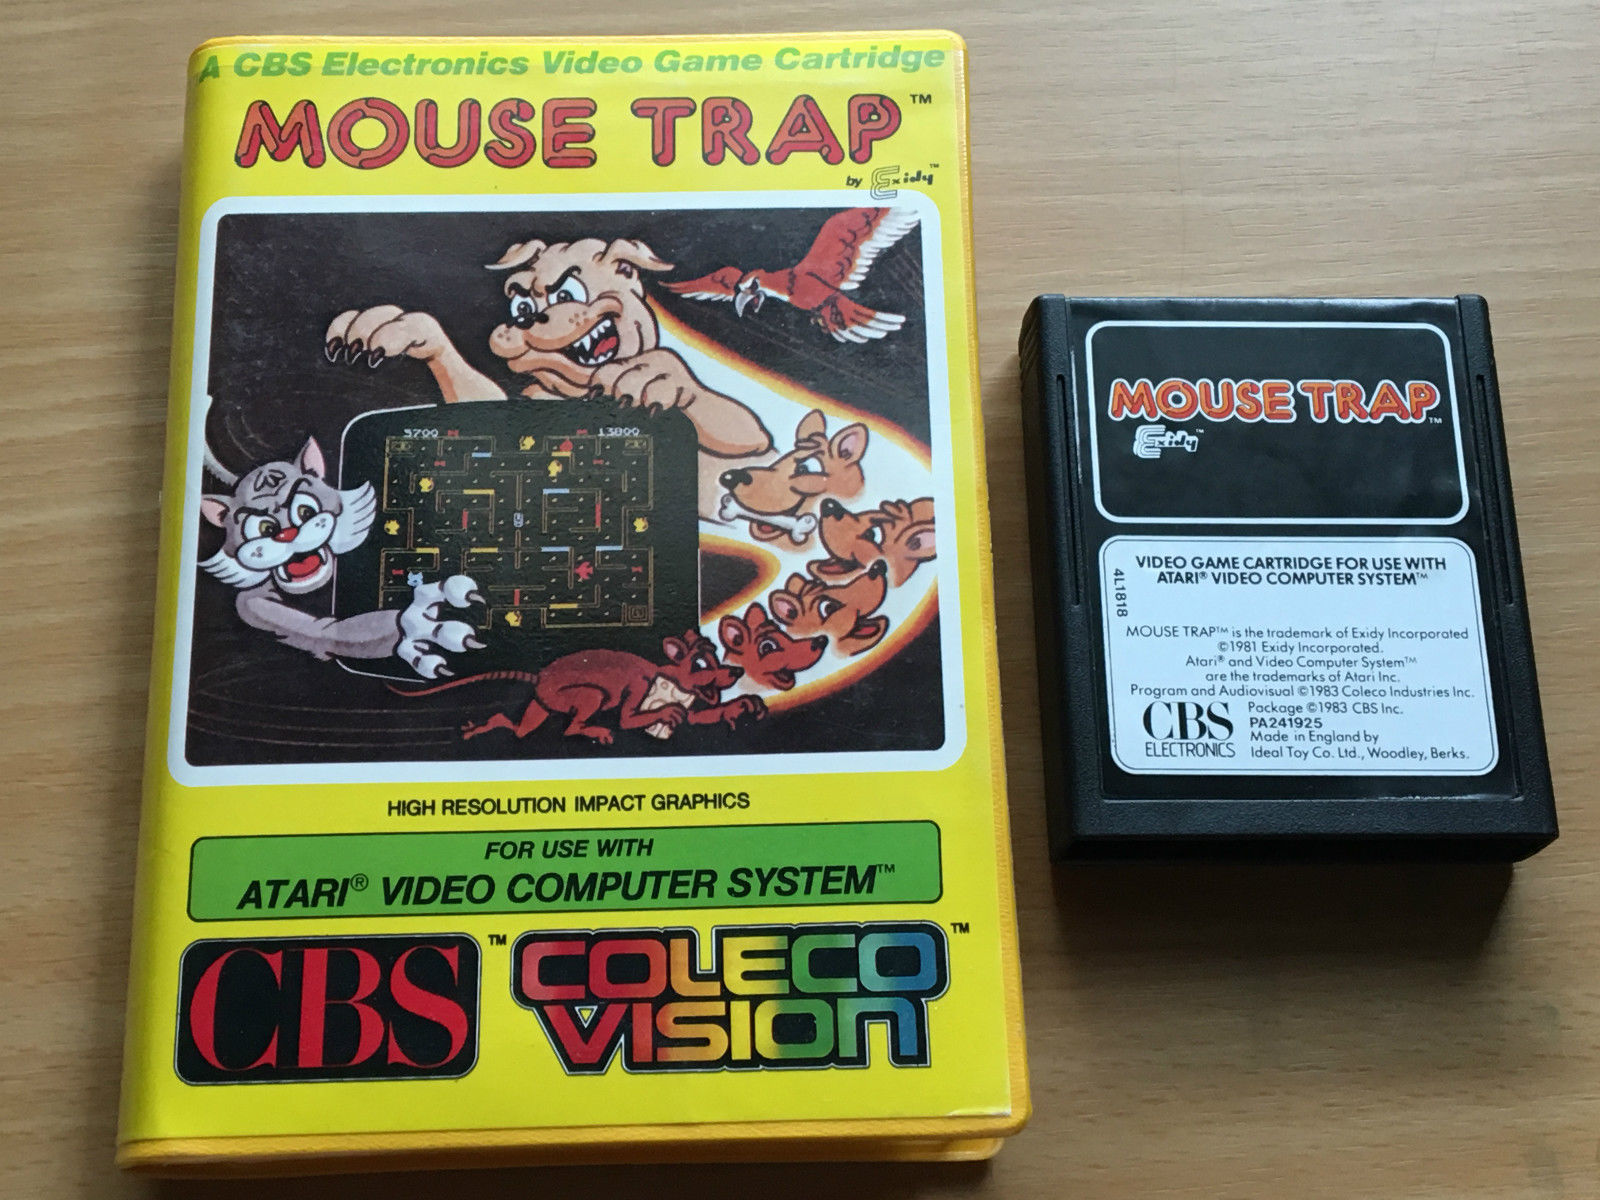 A CBS Electronics Video Game Cartridge
MOUSE TRAP™
by Exidy™
5700 13800
HIGH RESOLUTION IMPACT GRAPHICS
FOR USE WITH
ATARI® VIDEO COMPUTER SYSTEM™
CBS™
COLECO
VISION™
MOUSE TRAP™
Exidy™
VIDEO GAME CARTRIDGE FOR USE WITH
ATARI® VIDEO COMPUTER SYSTEM™
4L1818
MOUSE TRAP™ is the trademark of Exidy Incorporated
©1981 Exidy Incorporated.
Atari® and Video Computer System™
are the trademarks of Atari Inc.
Program and Audiovisual ©1983 Coleco Industries Inc.
Package ©1983 CBS Inc.
CBS
ELECTRONICS
PA241925
Made in England by
Ideal Toy Co. Ltd., Woodley, Berks.